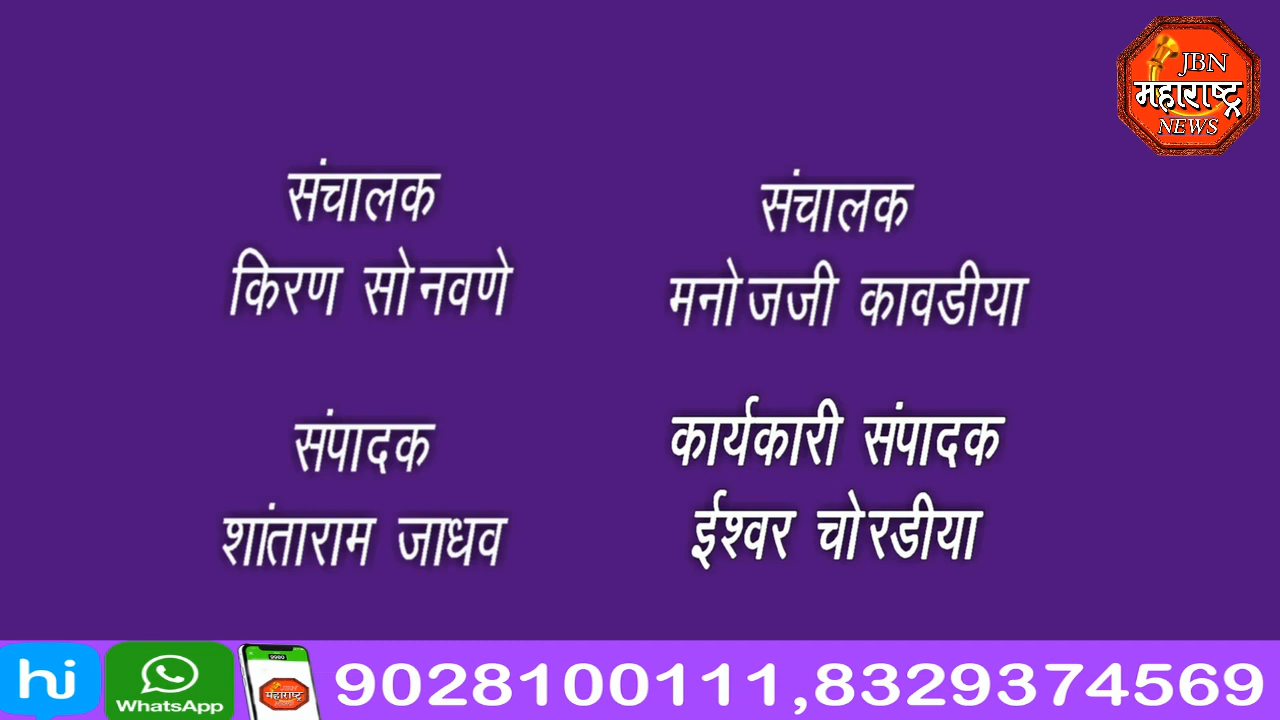 JBN
महाराष्ट्र
NEWS
संचालक
किरण सोनवणे
संचालक
मनोजजी कावडीया
संपादक
शांताराम जाधव
कार्यकारी संपादक
ईश्वर चोरडीया
hi
WhatsApp
महाराष्ट्र
9028100111,8329374569